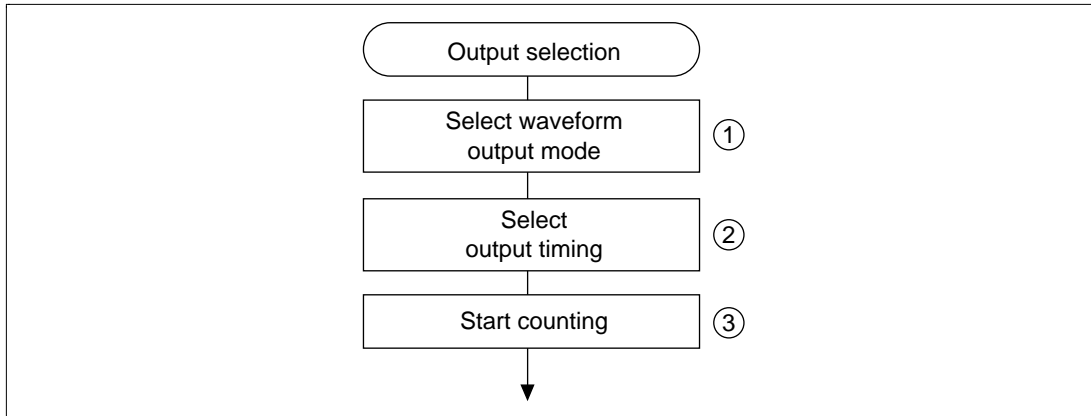 Output selection
Select waveform
output mode
①
Select
output timing
②
Start counting
③